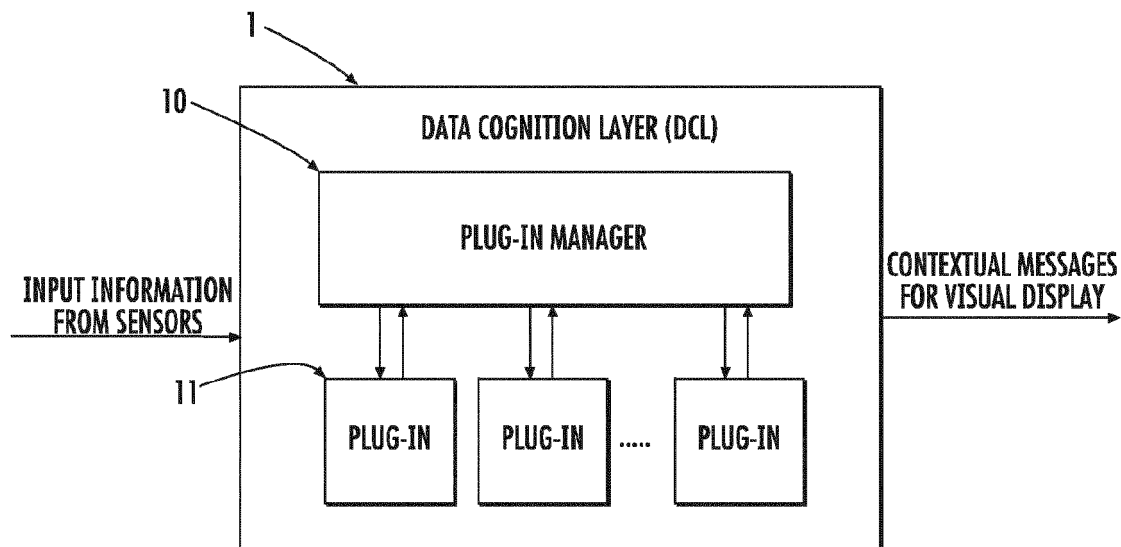 1
10
DATA COGNITION LAYER (DCL)
PLUG-IN MANAGER
INPUT INFORMATION
FROM SENSORS
CONTEXTUAL MESSAGES
FOR VISUAL DISPLAY
11
PLUG-IN
PLUG-IN
.....
PLUG-IN